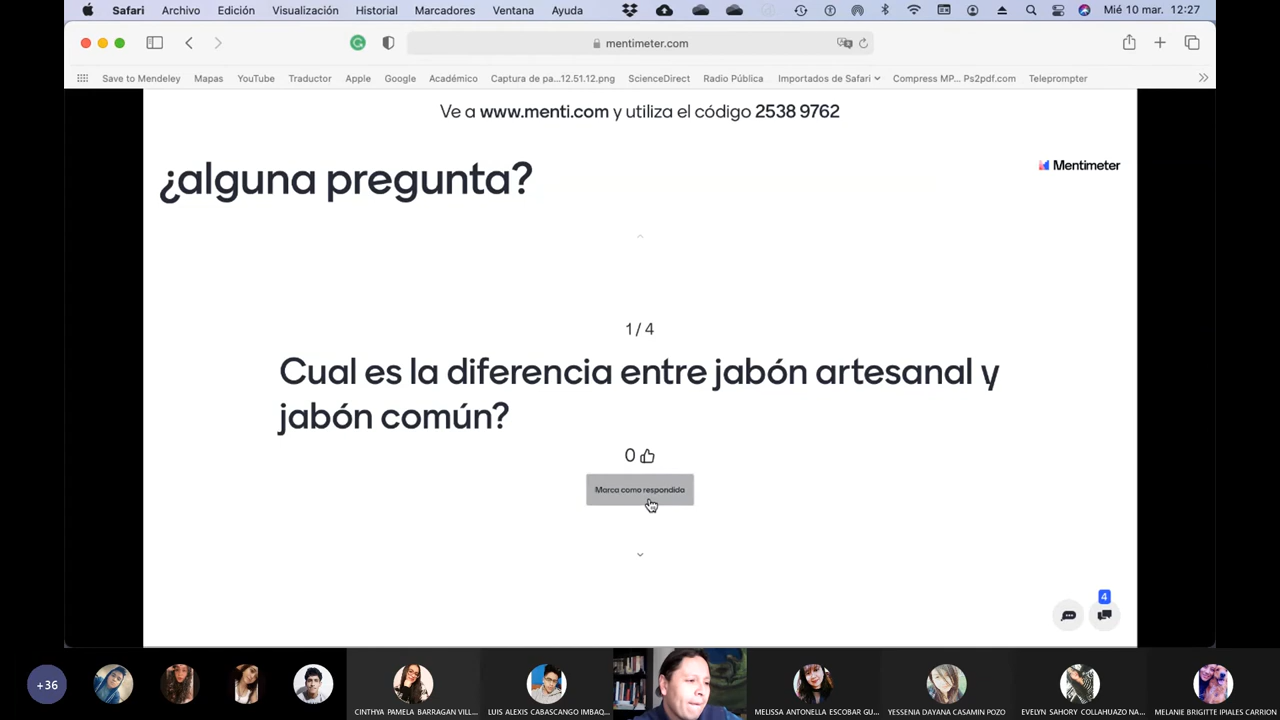 Safari Archivo Edición Visualización Historial Marcadores Ventana Ayuda Mié 10 mar. 12:27
mentimeter.com
Save to Mendeley Mapas YouTube Traductor Apple Google Académico Captura de pa...12.51.12.png ScienceDirect Radio Pública Importados de Safari Compress MP... Ps2pdf.com Teleprompter
Ve a www.menti.com y utiliza el código 2538 9762
¿alguna pregunta?
Mentimeter
1 / 4
Cual es la diferencia entre jabón artesanal y
jabón común?
0
Marca como respondida
4
+36
CINTHYA PAMELA BARRAGAN VILL... LUIS ALEXIS CABASCANGO IMBAQ... MELISSA ANTONELLA ESCOBAR GU... YESSENIA DAYANA CASAMIN POZO EVELYN SAHORY COLLAHUAZO NA... MELANIE BRIGITTE IPIALES CARRION